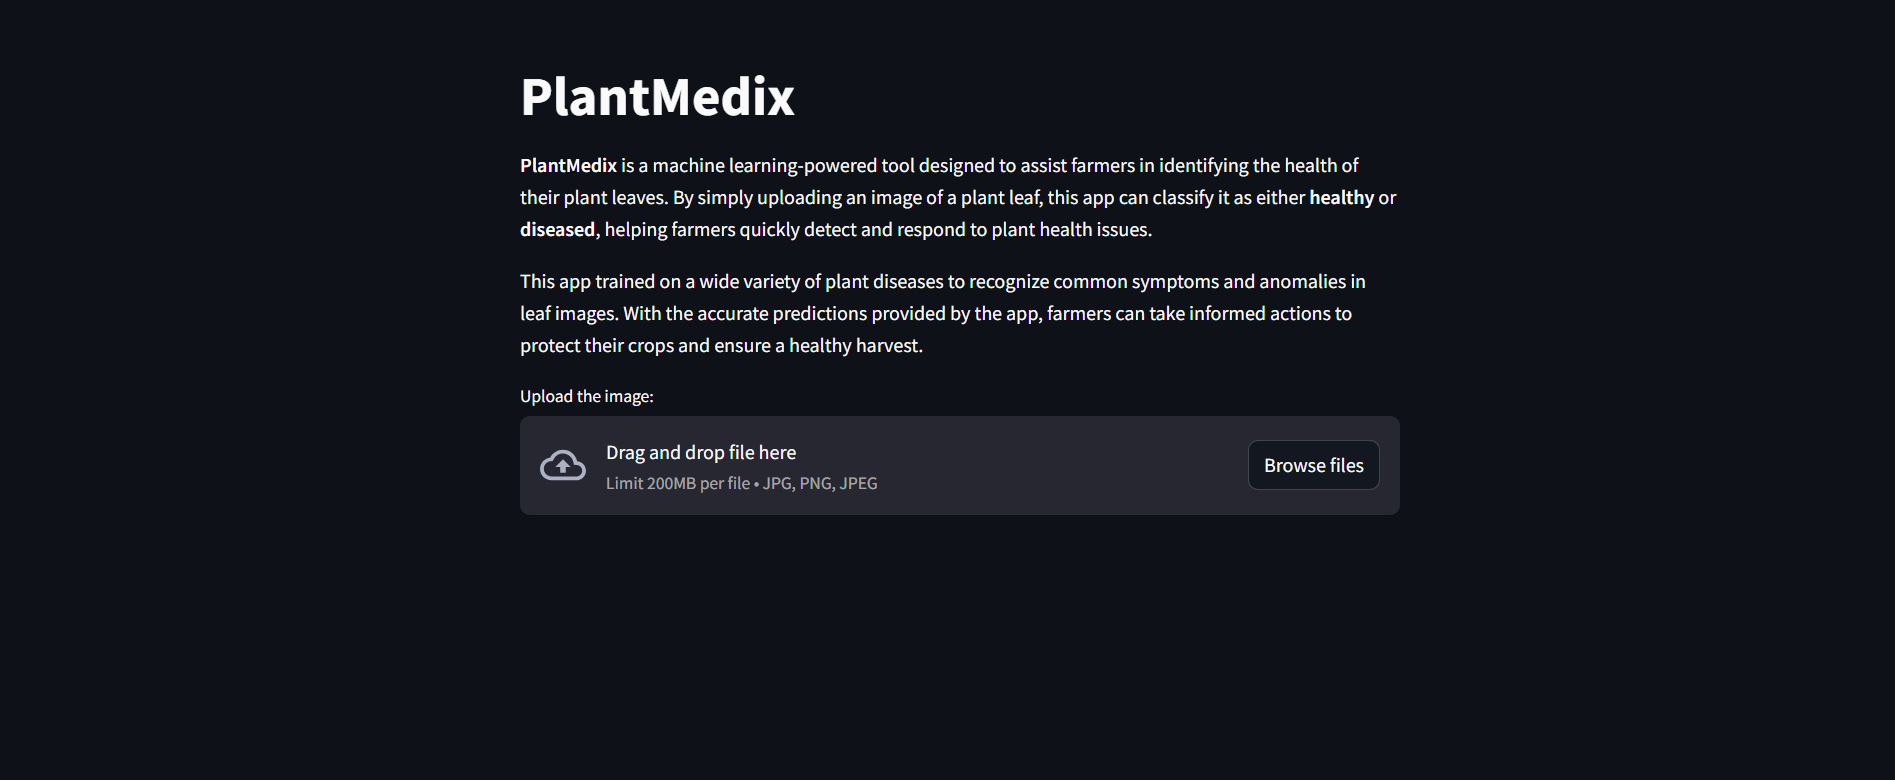 PlantMedix
PlantMedix is a machine learning-powered tool designed to assist farmers in identifying the health of
their plant leaves. By simply uploading an image of a plant leaf, this app can classify it as either healthy or
diseased, helping farmers quickly detect and respond to plant health issues.
This app trained on a wide variety of plant diseases to recognize common symptoms and anomalies in
leaf images. With the accurate predictions provided by the app, farmers can take informed actions to
protect their crops and ensure a healthy harvest.
Upload the image:
Drag and drop file here
Limit 200MB per file • JPG, PNG, JPEG
Browse files